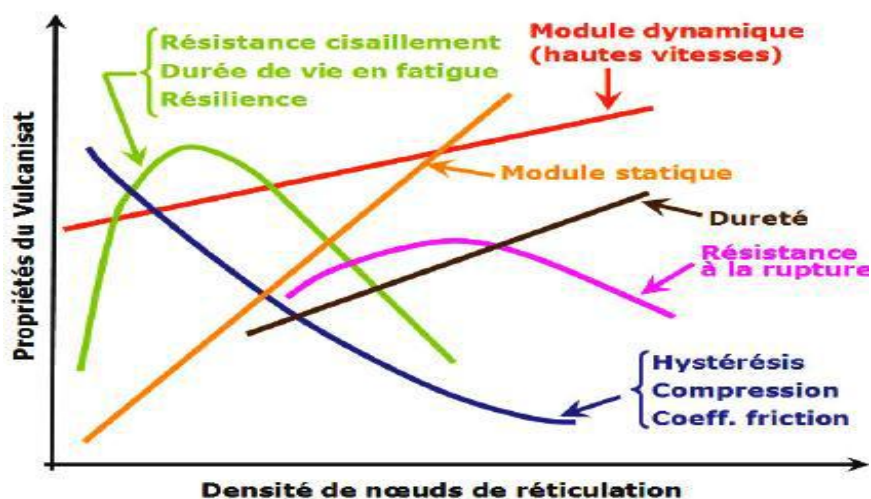 Résistance cisaillement
Durée de vie en fatigue
Résilience
Module dynamique
(hautes vitesses)
Module statique
Dureté
Résistance
à la rupture
Hystérésis
Compression
Coeff. friction
Propriétés du Vulcanisat
Densité de nœuds de réticulation